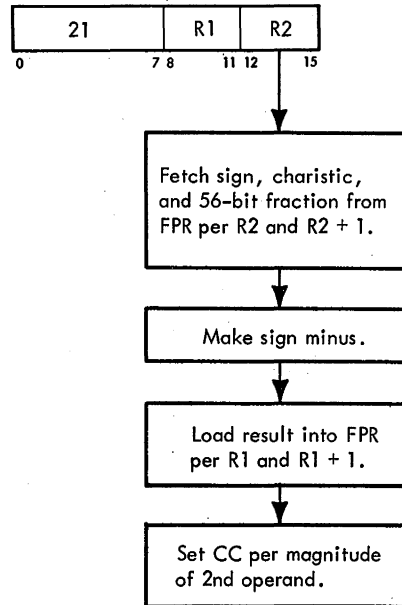 21 R1 R2
0 7 8 11 12 15
Fetch sign, charistic,
and 56-bit fraction from
FPR per R2 and R2 + 1.
Make sign minus.
Load result into FPR
per R1 and R1 + 1.
Set CC per magnitude
of 2nd operand.